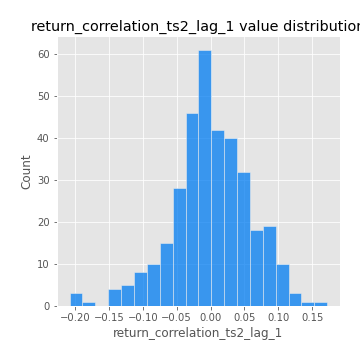 return_correlation_ts2_lag_1 value distribution
60
50
40
30
20
10
0
Count
−0.20 −0.15 −0.10 −0.05 0.00 0.05 0.10 0.15
return_correlation_ts2_lag_1